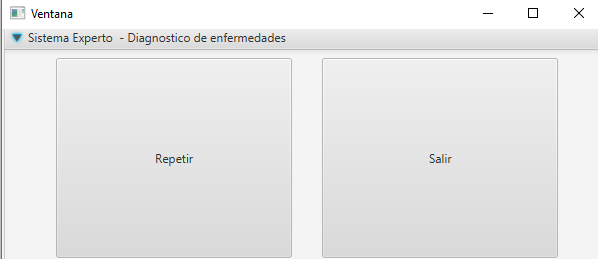 Ventana
Sistema Experto - Diagnostico de enfermedades
Repetir
Salir